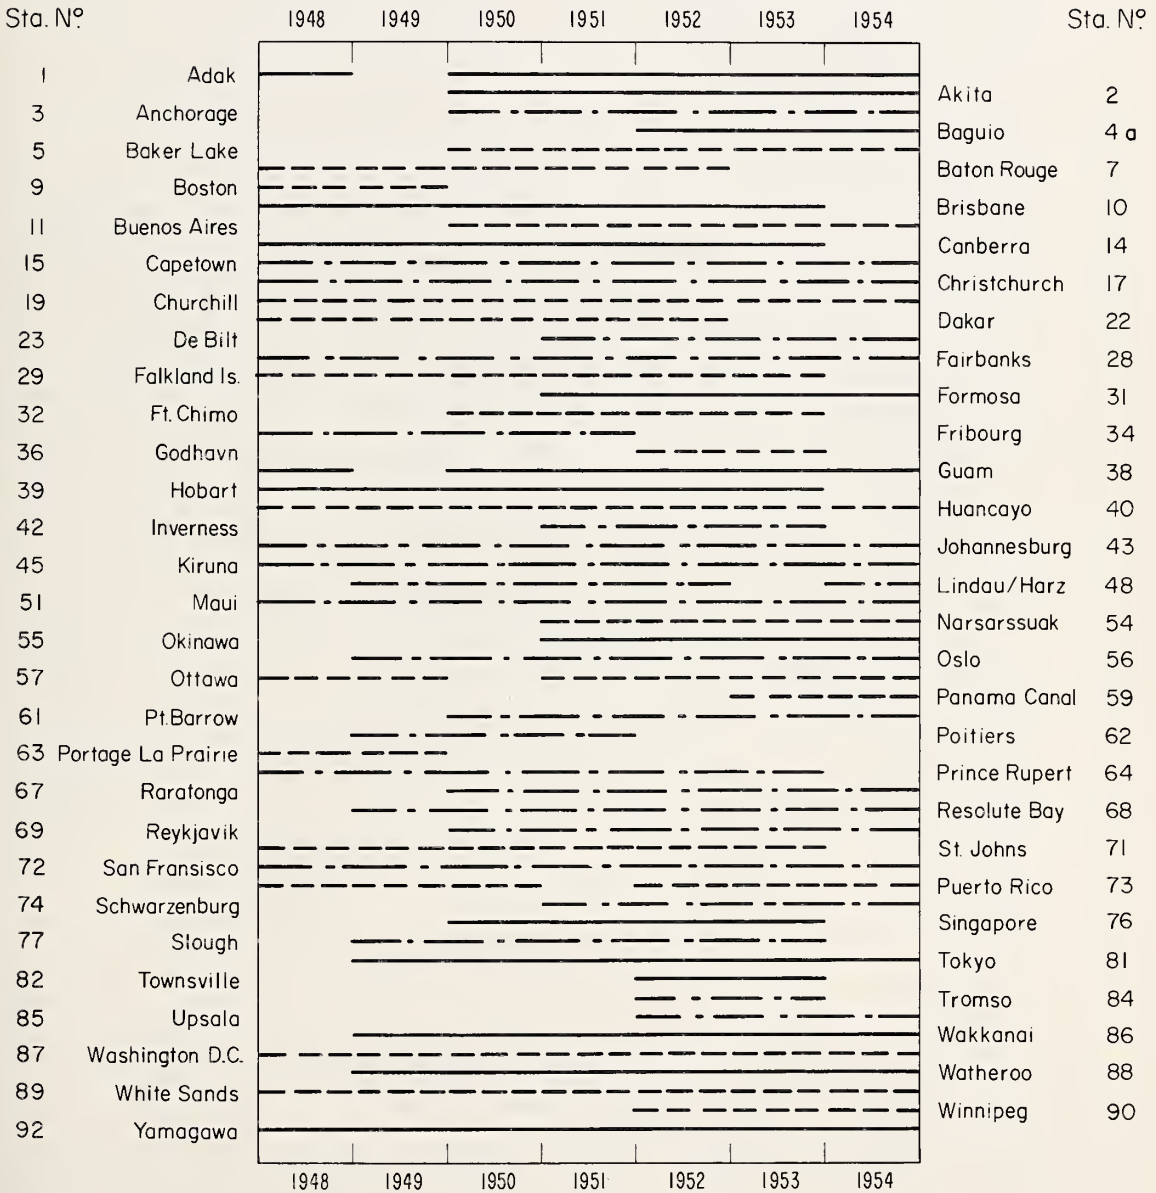 Sta. Nº 1948 1949 1950 1951 1952 1953 1954 Sta. Nº
1 Adak
Akita 2
3 Anchorage
Baguio 4a
5 Baker Lake
Baton Rouge 7
9 Boston
Brisbane 10
11 Buenos Aires
Canberra 14
15 Capetown
Christchurch 17
19 Churchill
Dakar 22
23 De Bilt
Fairbanks 28
29 Falkland Is.
Formosa 31
32 Ft. Chimo
Fribourg 34
36 Godhavn
Guam 38
39 Hobart
Huancayo 40
42 Inverness
Johannesburg 43
45 Kiruna
Lindau/Harz 48
51 Maui
Narsarssuak 54
55 Okinawa
Oslo 56
57 Ottawa
Panama Canal 59
61 Pt.Barrow
Poitiers 62
63 Portage La Prairie
Prince Rupert 64
67 Raratonga
Resolute Bay 68
69 Reykjavik
St. Johns 71
72 San Fransisco
Puerto Rico 73
74 Schwarzenburg
Singapore 76
77 Slough
Tokyo 81
82 Townsville
Tromso 84
85 Upsala
Wakkanai 86
87 Washington D.C.
Watheroo 88
89 White Sands
Winnipeg 90
92 Yamagawa
1948 1949 1950 1951 1952 1953 1954